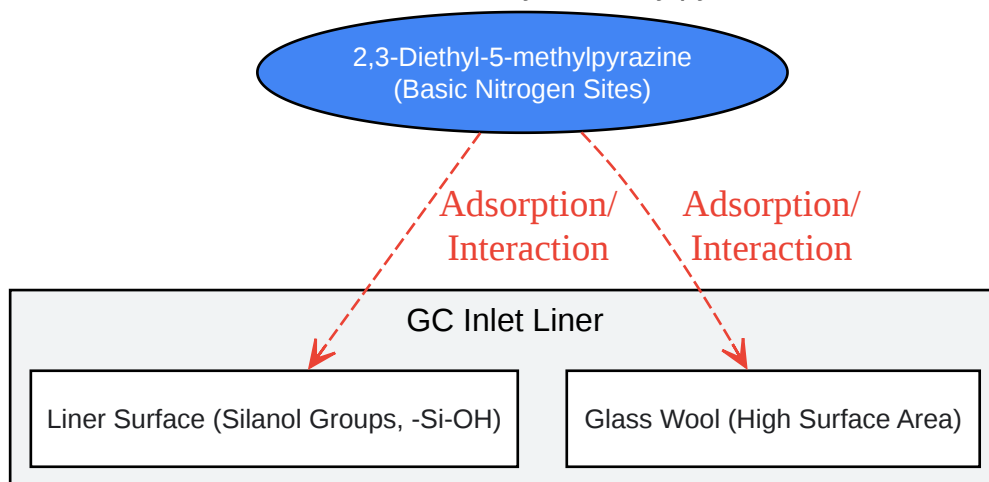 2,3-Diethyl-5-methylpyrazine
(Basic Nitrogen Sites)
Adsorption/
Interaction
Adsorption/
Interaction
GC Inlet Liner
Liner Surface (Silanol Groups, -Si-OH)
Glass Wool (High Surface Area)